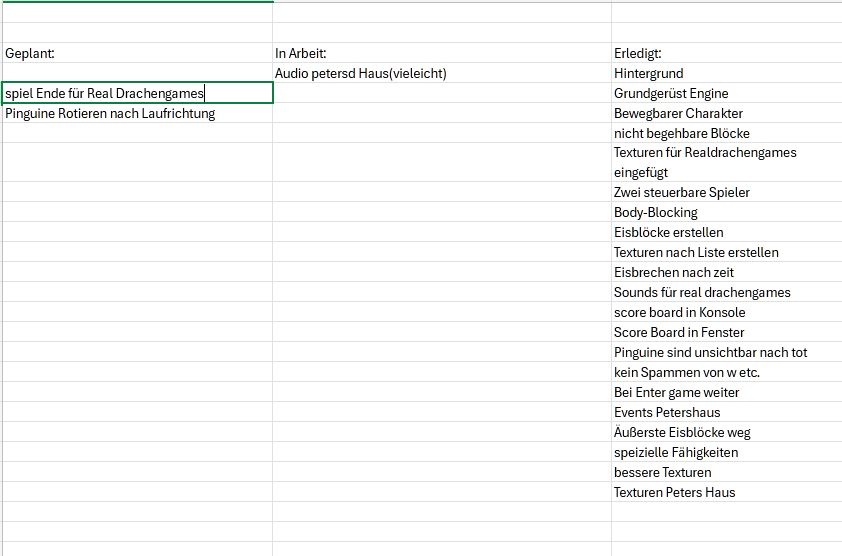 Geplant:
In Arbeit:
Erledigt:
Audio petersd Haus(vieleicht)
Hintergrund
spiel Ende für Real Drachengames
Grundgerüst Engine
Pinguine Rotieren nach Laufrichtung
Bewegbarer Charakter
nicht begehbare Blöcke
Texturen für Realdrachengames
eingefügt
Zwei steuerbare Spieler
Body-Blocking
Eisblöcke erstellen
Texturen nach Liste erstellen
Eisbrechen nach zeit
Sounds für real drachengames
score board in Konsole
Score Board in Fenster
Pinguine sind unsichtbar nach tot
kein Spammen von w etc.
Bei Enter game weiter
Events Petershaus
Äußerste Eisblöcke weg
speizielle Fähigkeiten
bessere Texturen
Texturen Peters Haus